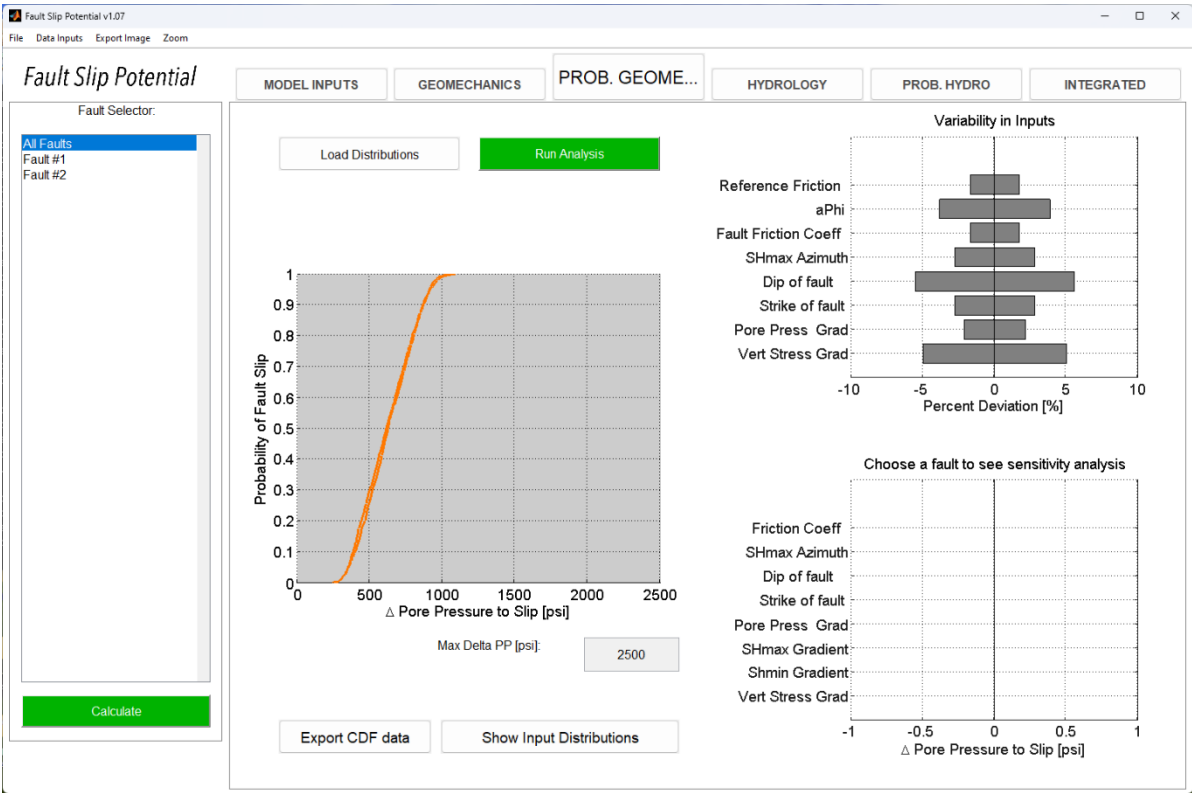 Fault Slip Potential v1.07
File Data Inputs Export Image Zoom
Fault Slip Potential
MODEL INPUTS
GEOMECHANICS
PROB. GEOME...
HYDROLOGY
PROB. HYDRO
INTEGRATED
Fault Selector:
All Faults
Fault #1
Fault #2
Calculate
Load Distributions
Run Analysis
1
0.9
0.8
0.7
0.6
0.5
0.4
0.3
0.2
0.1
0
Probability of Fault Slip
0 500 1000 1500 2000 2500
Δ Pore Pressure to Slip [psi]
Max Delta PP [psi]:
2500
Export CDF data
Show Input Distributions
Variability in Inputs
Reference Friction
aPhi
Fault Friction Coeff
SHmax Azimuth
Dip of fault
Strike of fault
Pore Press Grad
Vert Stress Grad
-10 -5 0 5 10
Percent Deviation [%]
Choose a fault to see sensitivity analysis
Friction Coeff
SHmax Azimuth
Dip of fault
Strike of fault
Pore Press Grad
SHmax Gradient
Shmin Gradient
Vert Stress Grad
-1 -0.5 0 0.5 1
Δ Pore Pressure to Slip [psi]